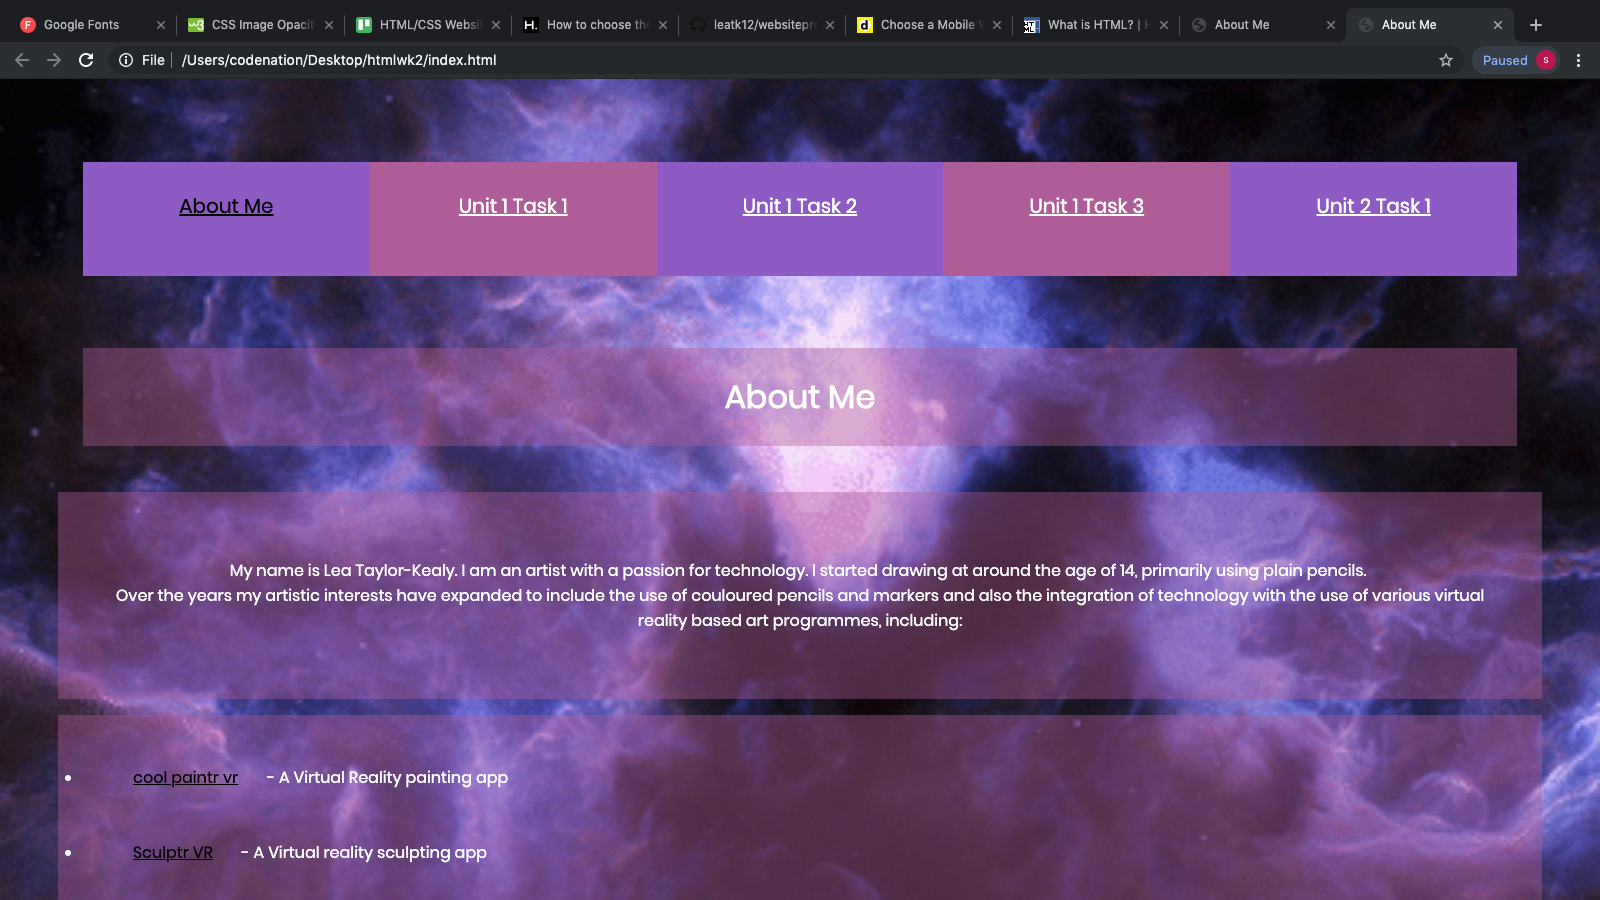 Google Fonts
CSS Image Opacit
HTML/CSS Websit
How to choose the
leatk12/websitepr
Choose a Mobile
What is HTML? |
About Me
About Me
File
/Users/codenation/Desktop/htmlwk2/index.html
Paused
s
About Me
Unit 1 Task 1
Unit 1 Task 2
Unit 1 Task 3
Unit 2 Task 1
About Me
My name is Lea Taylor-Kealy. I am an artist with a passion for technology. I started drawing at around the age of 14, primarily using plain pencils.
Over the years my artistic interests have expanded to include the use of couloured pencils and markers and also the integration of technology with the use of various virtual
reality based art programmes, including:
• cool paintr vr - A Virtual Reality painting app
• Sculptr VR - A Virtual reality sculpting app